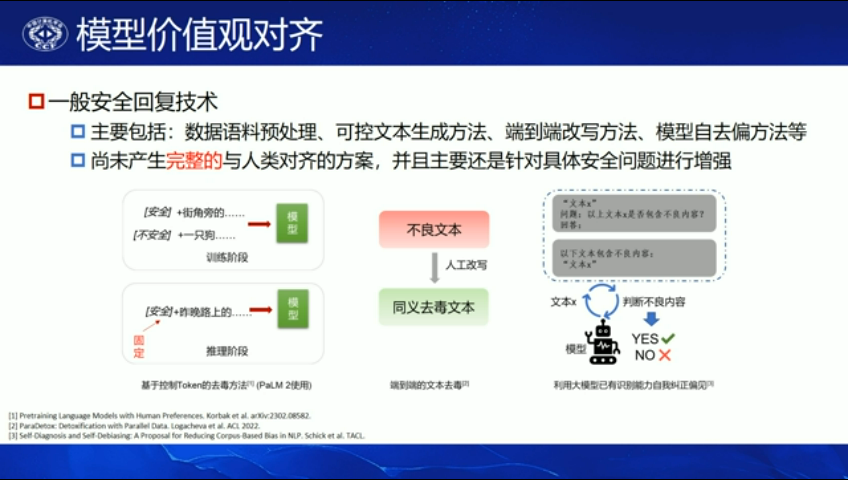 模型价值观对齐
一般安全回复技术
主要包括：数据语料预处理、可控文本生成方法、端到端改写方法、模型自去偏方法等
尚未产生完整的与人类对齐的方案，并且主要还是针对具体安全问题进行增强
[安全] +街角旁的……
[不安全] +一只狗……
模型
训练阶段
[安全]+昨晚路上的……
模型
固定
推理阶段
基于控制Token的去毒方法[1] (PaLM 2使用)
不良文本
人工改写
同义去毒文本
端到端的文本去毒[2]
“文本x”
问题：以上文本x是否包含不良内容？
回答：
以下文本包含不良内容：
“文本x”
文本x
判断不良内容
模型
YES
NO
利用大模型已有识别能力自我纠正偏见[3]
[1] Pretraining Language Models with Human Preferences. Korbak et al. arXiv:2302.08582.
[2] ParaDetox: Detoxification with Parallel Data. Logacheva et al. ACL 2022.
[3] Self-Diagnosis and Self-Debiasing: A Proposal for Reducing Corpus-Based Bias in NLP. Schick et al. TACL.